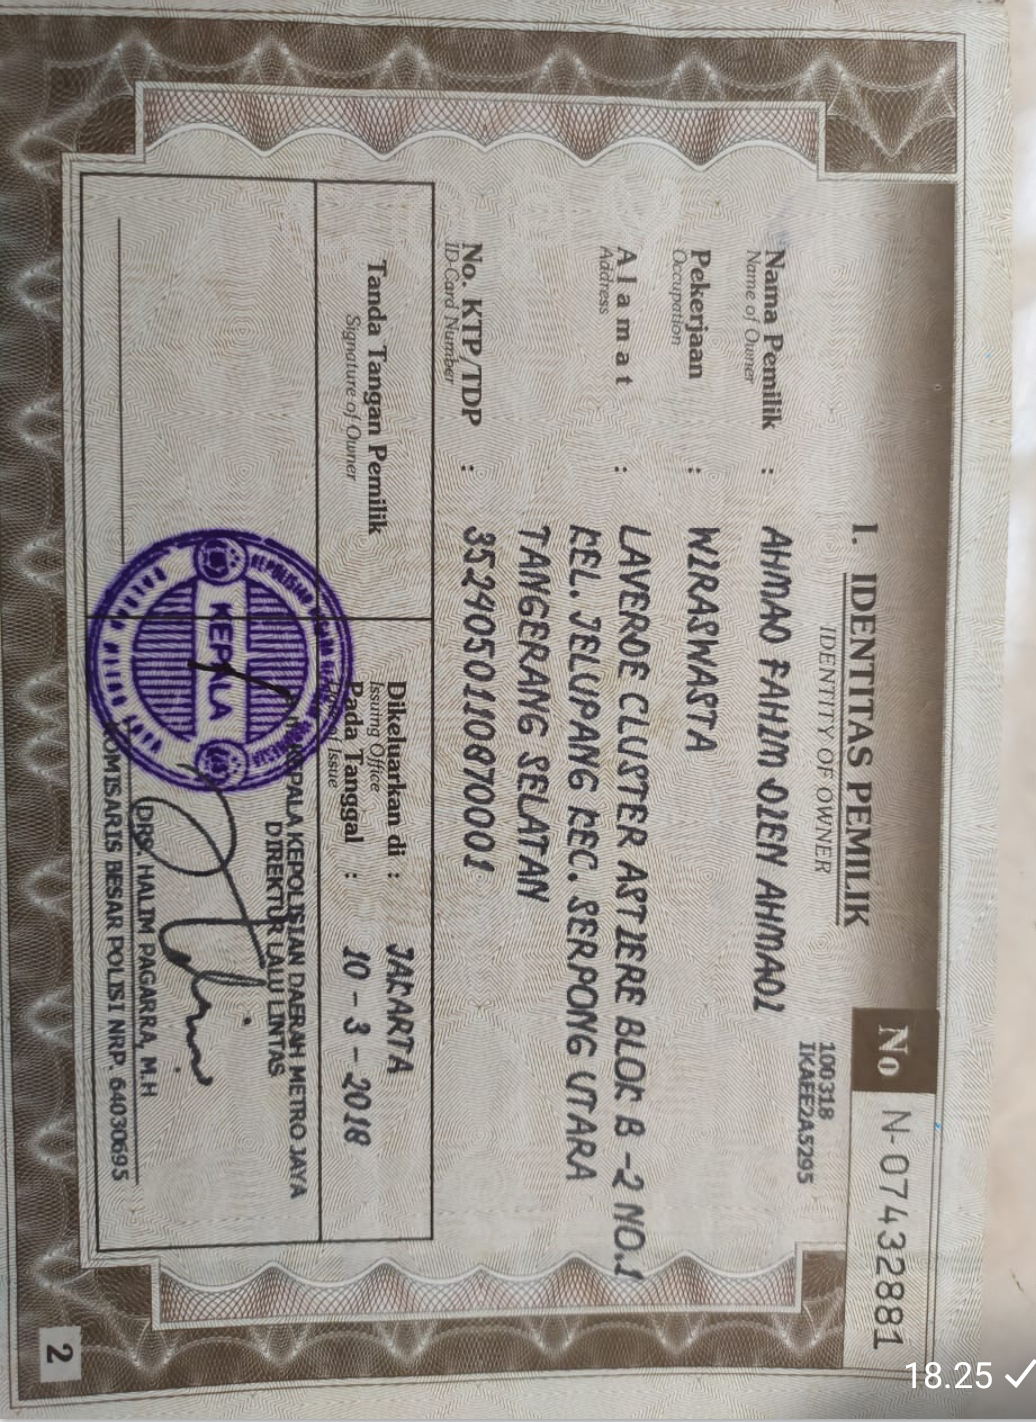 No N-07432881
I. IDENTITAS PEMILIK
IDENTITY OF OWNER
100318
IKAEE2A5295
Nama Pemilik : AHMAD FAHIM DIEN AHMADI
Name of Owner
Pekerjaan : WIRASWASTA
Occupation
Alamat : LAVERDE CLUSTER ASTIERE BLOK B -2 NO.1
Address
KEL. JELUPANG KEC. SERPONG UTARA
TANGERANG SELATAN
No. KTP/TDP : 3524050110870001
ID-Card Number
Tanda Tangan Pemilik
Signature of Owner
Dikeluarkan di : JAKARTA
Issuing Office
Pada Tanggal : 10 - 3 - 2018
Issue
KEPALA KEPOLISIAN DAERAH METRO JAYA
DIREKTUR LALU LINTAS
KEPALA
DRS. HALIM PAGARRA, M.H
KOMISARIS BESAR POLISI NRP. 64030695
2
18.25